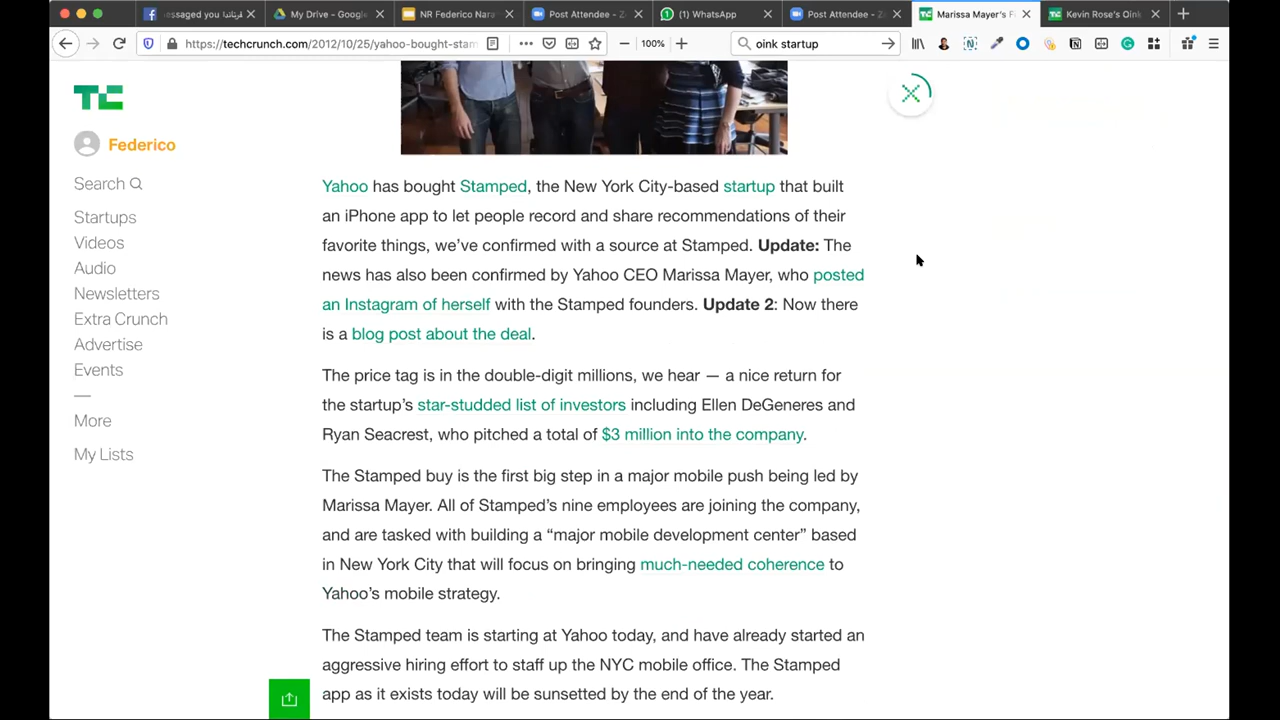 ɔssaged you قرناندا
My Drive - Google
NR Federico Nara
Post Attendee - Z
(1) WhatsApp
Post Attendee - Z
Marissa Mayer's F
Kevin Rose's Oink
https://techcrunch.com/2012/10/25/yahoo-bought-stam
100%
oink startup
TC
Federico
Search
Startups
Videos
Audio
Newsletters
Extra Crunch
Advertise
Events
—
More
My Lists
Yahoo has bought Stamped, the New York City-based startup that built
an iPhone app to let people record and share recommendations of their
favorite things, we've confirmed with a source at Stamped. Update: The
news has also been confirmed by Yahoo CEO Marissa Mayer, who posted
an Instagram of herself with the Stamped founders. Update 2: Now there
is a blog post about the deal.
The price tag is in the double-digit millions, we hear — a nice return for
the startup's star-studded list of investors including Ellen DeGeneres and
Ryan Seacrest, who pitched a total of $3 million into the company.
The Stamped buy is the first big step in a major mobile push being led by
Marissa Mayer. All of Stamped's nine employees are joining the company,
and are tasked with building a “major mobile development center” based
in New York City that will focus on bringing much-needed coherence to
Yahoo's mobile strategy.
The Stamped team is starting at Yahoo today, and have already started an
aggressive hiring effort to staff up the NYC mobile office. The Stamped
app as it exists today will be sunsetted by the end of the year.